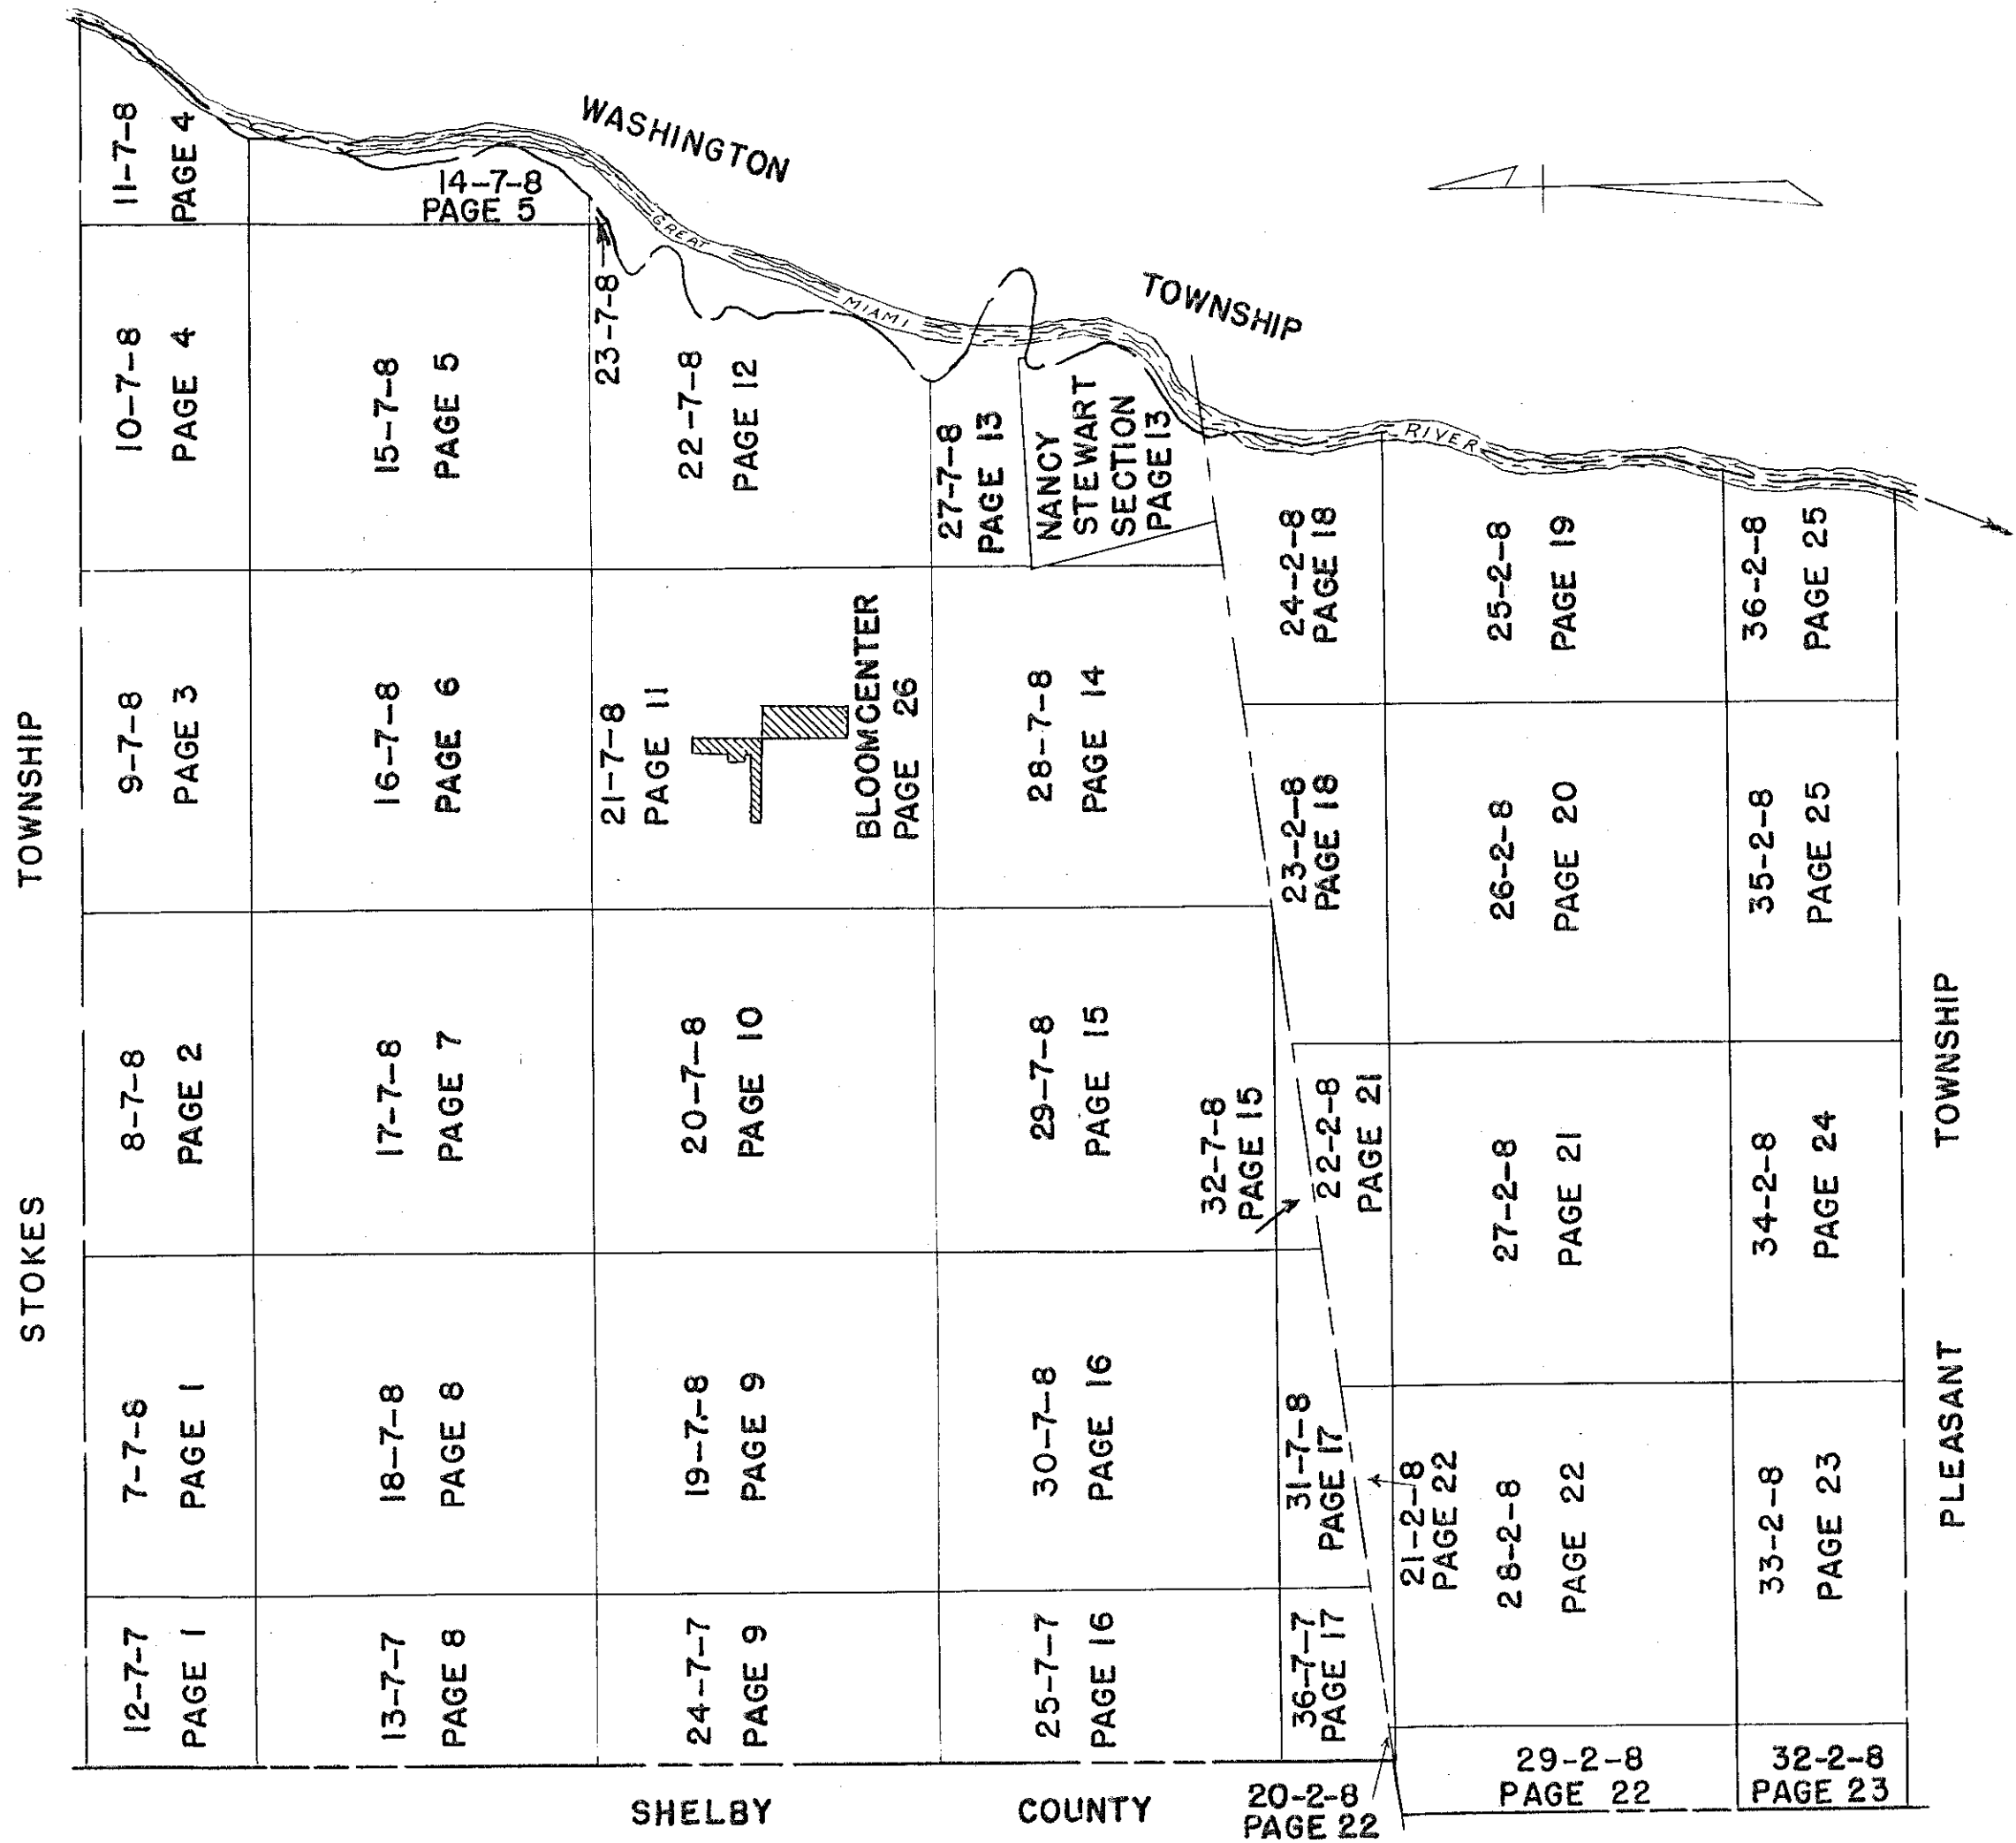 WASHINGTON
TOWNSHIP
GREAT
MIAMI
RIVER
STOKES TOWNSHIP
11-7-8
PAGE 4
14-7-8
PAGE 5
10-7-8
PAGE 4
15-7-8
PAGE 5
23-7-8
22-7-8
PAGE 12
27-7-8
PAGE 13
NANCY
STEWART
SECTION
PAGE 13
24-2-8
PAGE 18
25-2-8
PAGE 19
36-2-8
PAGE 25
9-7-8
PAGE 3
16-7-8
PAGE 6
21-7-8
PAGE 11
BLOOMCENTER
PAGE 26
28-7-8
PAGE 14
23-2-8
PAGE 18
26-2-8
PAGE 20
35-2-8
PAGE 25
8-7-8
PAGE 2
17-7-8
PAGE 7
20-7-8
PAGE 10
29-7-8
PAGE 15
32-7-8
PAGE 15
22-2-8
PAGE 21
27-2-8
PAGE 21
34-2-8
PAGE 24
7-7-8
PAGE 1
18-7-8
PAGE 8
19-7-8
PAGE 9
30-7-8
PAGE 16
31-7-8
PAGE 17
21-2-8
PAGE 22
28-2-8
PAGE 22
33-2-8
PAGE 23
12-7-7
PAGE 1
13-7-7
PAGE 8
24-7-7
PAGE 9
25-7-7
PAGE 16
36-7-7
PAGE 17
20-2-8
PAGE 22
29-2-8
PAGE 22
32-2-8
PAGE 23
PLEASANT TOWNSHIP
SHELBY COUNTY